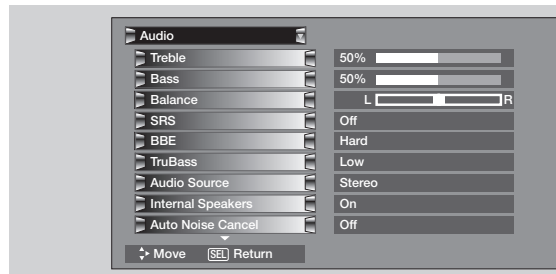 Audio
Treble 50%
Bass 50%
Balance L R
SRS Off
BBE Hard
TruBass Low
Audio Source Stereo
Internal Speakers On
Auto Noise Cancel Off
Move SEL Return